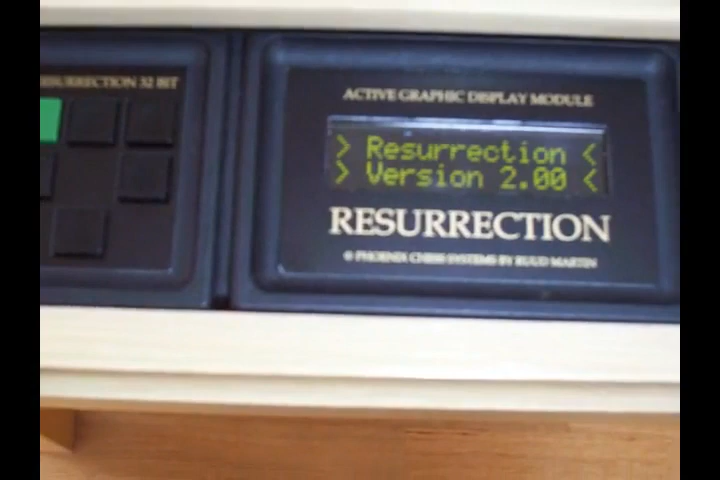 RESURRECTION 32 BIT
ACTIVE GRAPHIC DISPLAY MODULE
> Resurrection <
> Version 2.00 <
RESURRECTION
© PHOENIX CHESS SYSTEMS BY RUUD MARTIN